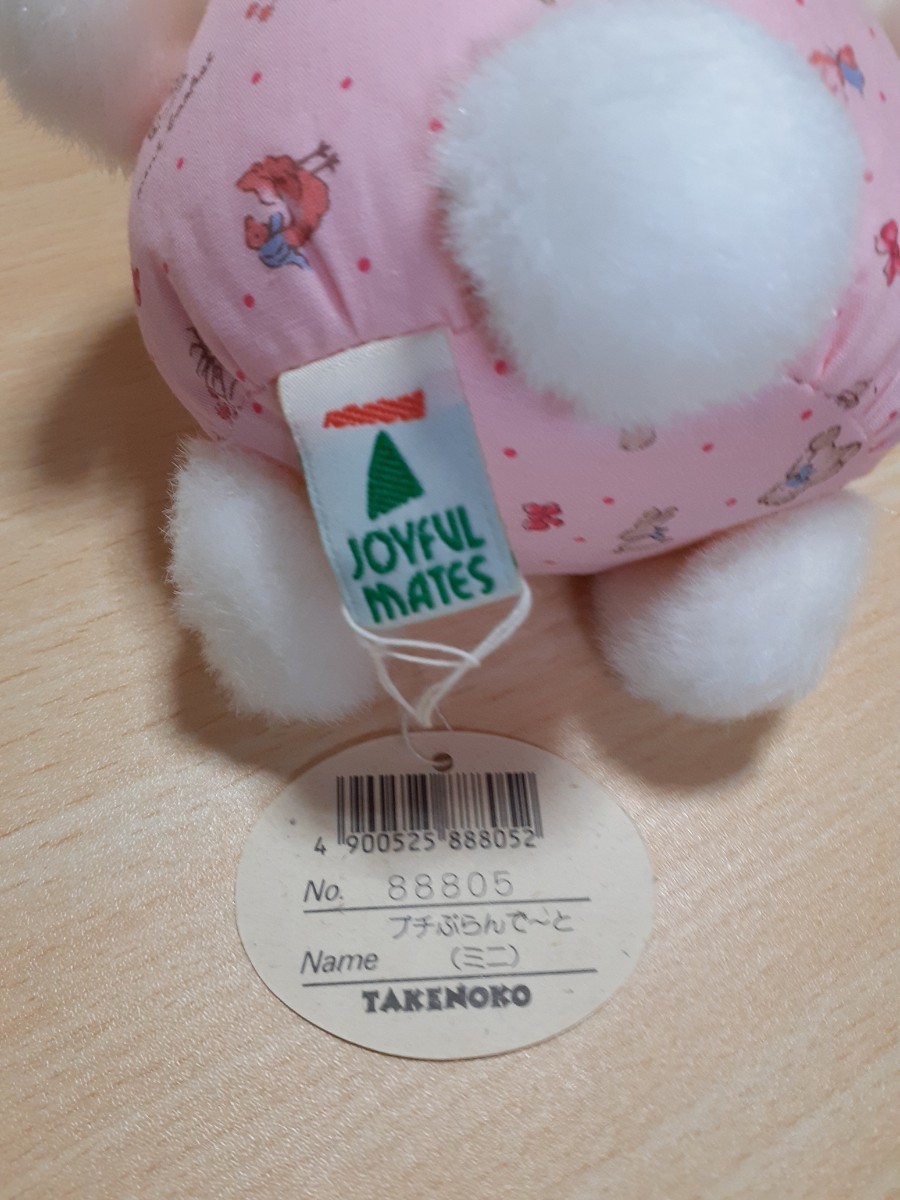 JOYFUL
MATES
4 900525 888052
No. 88805
プチぷらんで〜と
Name (ミニ)
TAKENOKO